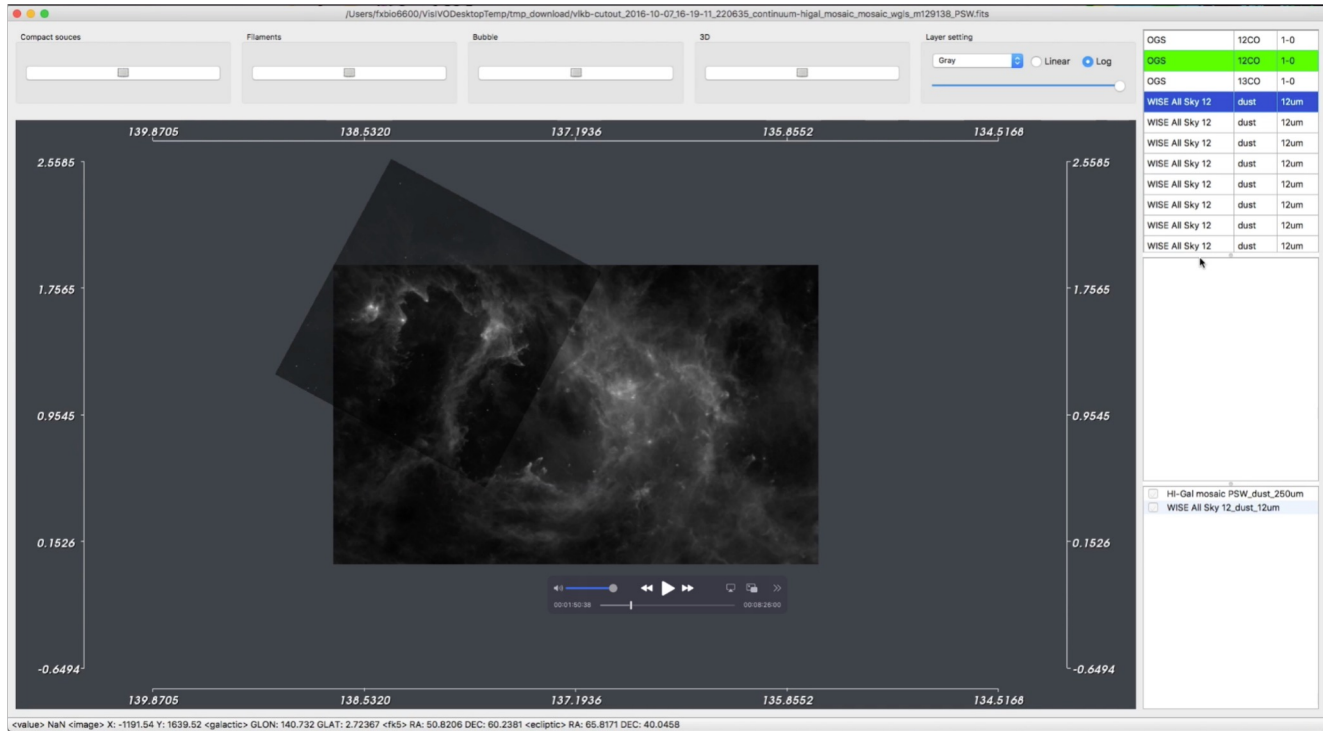 /Users/fxbio6600/VisIVODesktopTemp/tmp_download/vlkb-cutout_2016-10-07_16-19-11_220635_continuum-higal_mosaic_mosaic_wgls_m129138_PSW.fits
Compact souces
Filaments
Bubble
3D
Layer setting
Gray
Linear
Log
OGS 12CO 1-0
OGS 12CO 1-0
OGS 13CO 1-0
WISE All Sky 12 dust 12um
WISE All Sky 12 dust 12um
WISE All Sky 12 dust 12um
WISE All Sky 12 dust 12um
WISE All Sky 12 dust 12um
WISE All Sky 12 dust 12um
WISE All Sky 12 dust 12um
WISE All Sky 12 dust 12um
139.8705 138.5320 137.1936 135.8552 134.5168
2.5585 2.5585
1.7565 1.7565
0.9545 0.9545
0.1526 0.1526
-0.6494 -0.6494
139.8705 138.5320 137.1936 135.8552 134.5168
00:01:50:38 00:08:26:00
HI-Gal mosaic PSW_dust_250um
WISE All Sky 12_dust_12um
<value> NaN <image> X: -1191.54 Y: 1639.52 <galactic> GLON: 140.732 GLAT: 2.72367 <fk5> RA: 50.8206 DEC: 60.2381 <ecliptic> RA: 65.8171 DEC: 40.0458